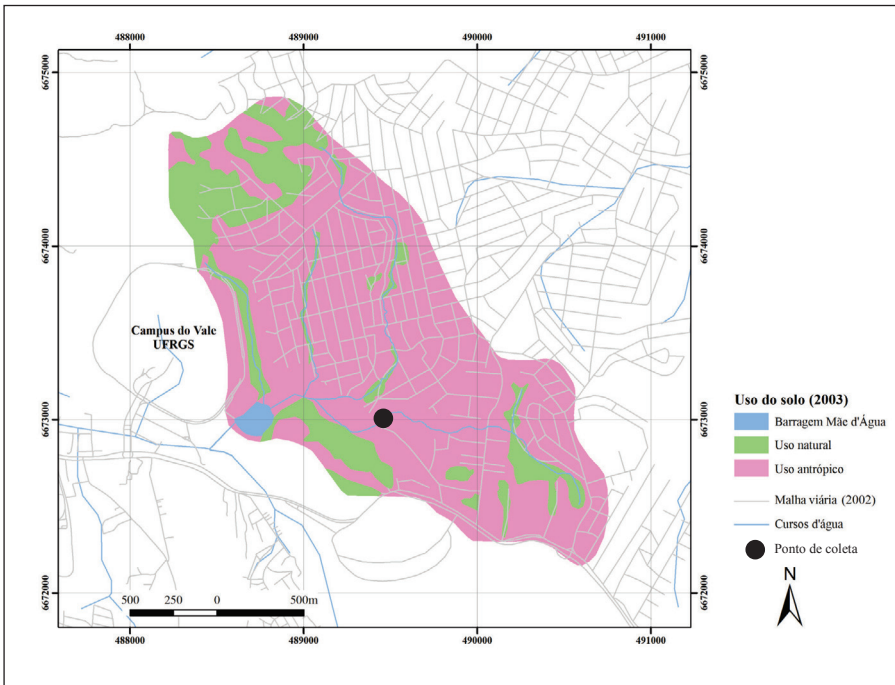 488000
489000
490000
491000
6675000
6675000
6674000
6674000
Campus do Vale
UFRGS
6673000
6673000
6672000
6672000
500
250
0
500m
488000
489000
490000
491000
Uso do solo (2003)
Barragem Mãe d'Água
Uso natural
Uso antrópico
Malha viária (2002)
Cursos d'água
Ponto de coleta
N